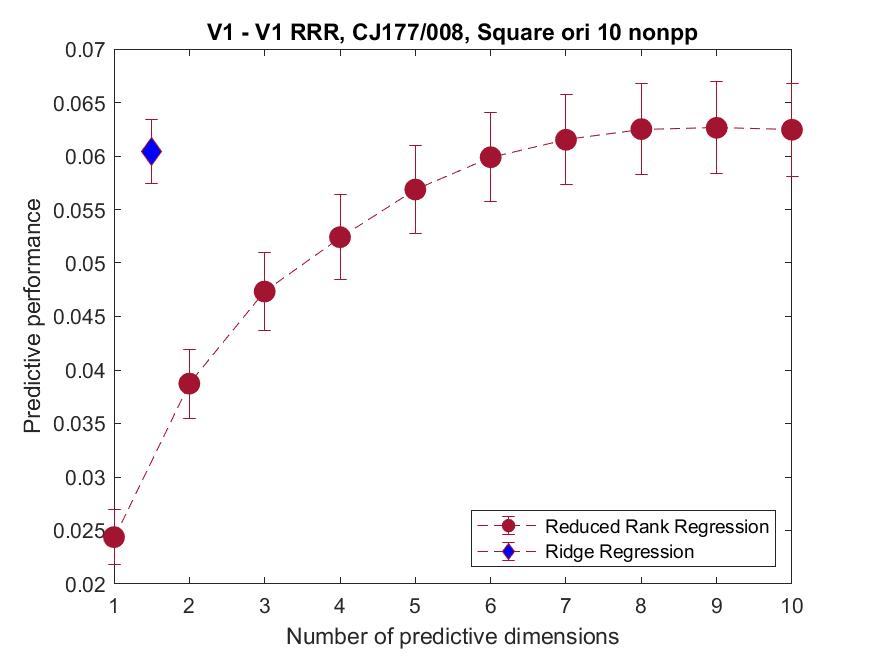 V1 - V1 RRR, CJ177/008, Square ori 10 nonpp
0.07
0.065
0.06
0.055
0.05
0.045
0.04
0.035
0.03
0.025
0.02
Predictive performance
1 2 3 4 5 6 7 8 9 10
Number of predictive dimensions
Reduced Rank Regression
Ridge Regression